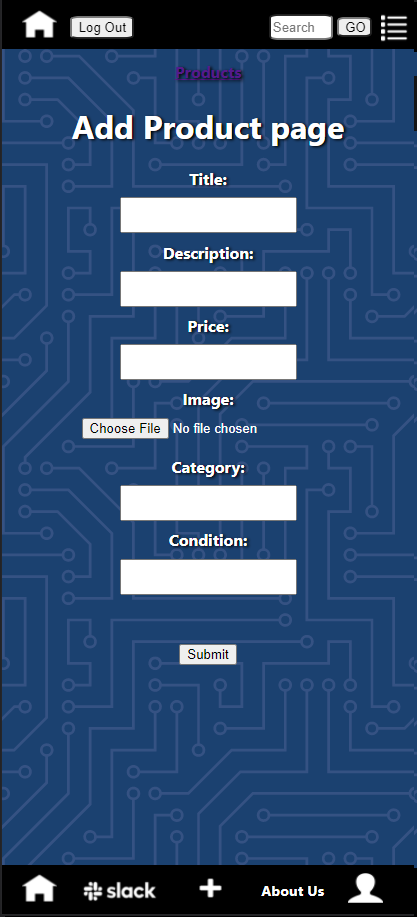 Log Out Search GO
Products
Add Product page
Title:
Description:
Price:
Image:
Choose File No file chosen
Category:
Condition:
Submit
slack About Us